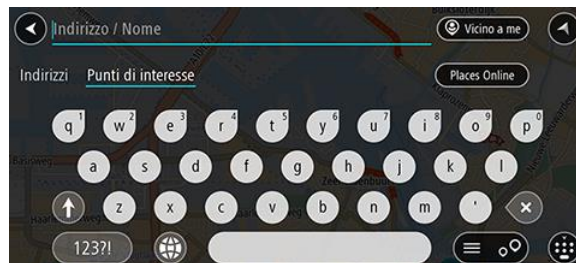 Indirizzo / Nome
Vicino a me
Indirizzi Punti di interesse
Places Online
q 1 w 2 e 3 r 4 t 5 y 6 u 7 i 8 o 9 p 0
a s d f g h j k l
z x c v b n m '
123?!